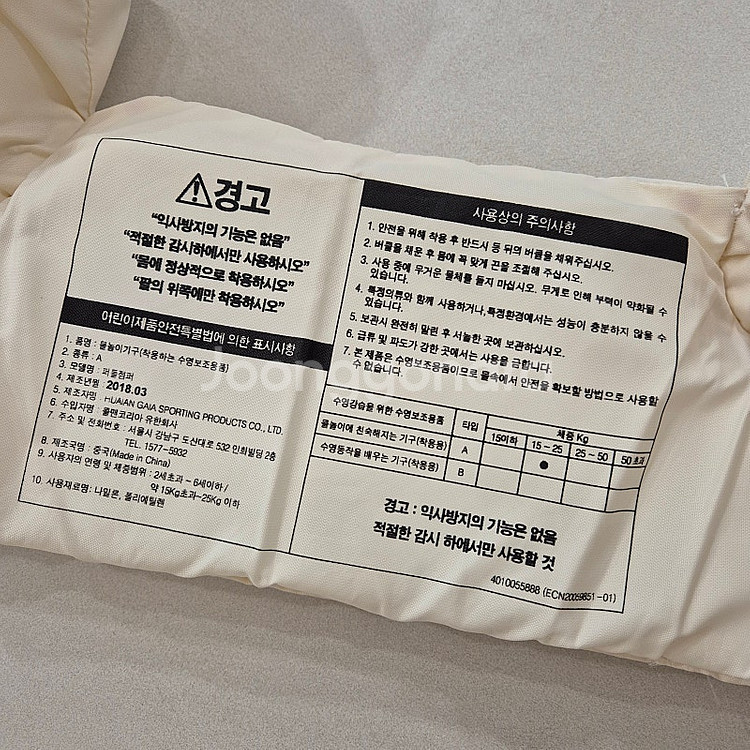 ⚠경고
“익사방지의 기능은 없음”
“적절한 감시하에서만 사용하시오”
“몸에 정상적으로 착용하시오”
“팔의 위쪽에만 착용하시오”
어린이제품안전특별법에 의한 표시사항
1. 품명 : 물놀이기구(착용하는 수영보조용품)
2. 종류 : A
3. 모델명 : 퍼들점퍼
4. 제조년월 2018.03
5. 제조자명 : HUAIAN GAIA SPORTING PRODUCTS CO., LTD.
6. 수입자명 : 콜맨코리아 유한회사
7. 주소 및 전화번호 : 서울시 강남구 도산대로 532 인희빌딩 2층
TEL. 1577-5932
8. 제조국명 : 중국(Made in China)
9. 사용자의 연령 및 체중범위 : 2세초과 ~ 6세이하 /
약 15Kg초과~25Kg 이하
10. 사용재료명 : 나일론, 폴리에틸렌
사용상의 주의사항
1. 안전을 위해 착용 후 반드시 등 뒤의 버클을 채워주십시오.
2. 버클을 채운 후 몸에 꼭 맞게 끈을 조절해 주십시오.
3. 사용 중에 무거운 물체를 들지 마십시오. 무게로 인해 부력이 약화될 수
있습니다.
4. 특정의류와 함께 사용하거나, 특정환경에서는 성능이 충분하지 않을 수
있습니다.
5. 보관시 완전히 말린 후 서늘한 곳에 보관하십시오.
6. 급류 및 파도가 강한 곳에서는 사용을 금합니다.
7. 본 제품은 수영보조용품이므로 물속에서 안전을 확보할 방법으로 사용할
수 없습니다.
수영강습을 위한 수영보조용품 타입 체중 Kg
15이하 15 ~ 25 25 ~ 50 50 초과
물놀이에 친숙해지는 기구(착용용) A ●
수영동작을 배우는 기구(착용용) B
경고 : 익사방지의 기능은 없음
적절한 감시 하에서만 사용할 것
4010055888 (ECN20059851-01)